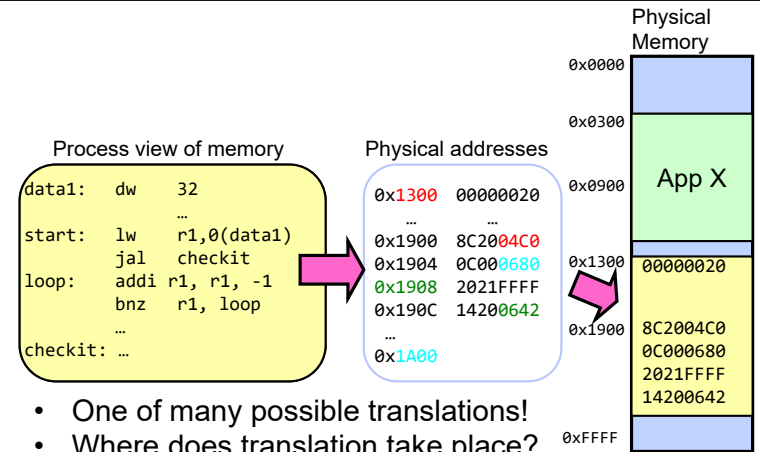 Physical
Memory
0x0000
0x0300
Process view of memory
Physical addresses
data1: dw 32
…
start: lw r1,0(data1)
jal checkit
loop: addi r1, r1, -1
bnz r1, loop
…
checkit: …
0x1300 00000020
… …
0x1900 8C2004C0
0x1904 0C000680
0x1908 2021FFFF
0x190C 14200642
…
0x1A00
0x0900
App X
0x1300
00000020
0x1900
8C2004C0
0C000680
2021FFFF
14200642
0xFFFF
• One of many possible translations!
• Where does translation take place?